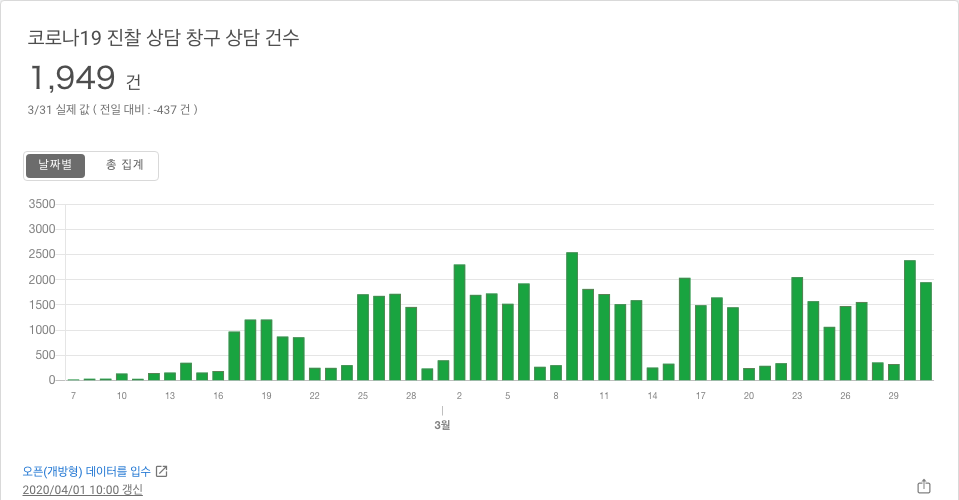 코로나19 진찰 상담 창구 상담 건수
1,949 건
3/31 실제 값 ( 전일 대비 : -437 건 )
날짜별 총 집계
3500
3000
2500
2000
1500
1000
500
0
7 10 13 16 19 22 25 28 2 5 8 11 14 17 20 23 26 29
3월
오픈(개방형) 데이터를 입수
2020/04/01 10:00 갱신